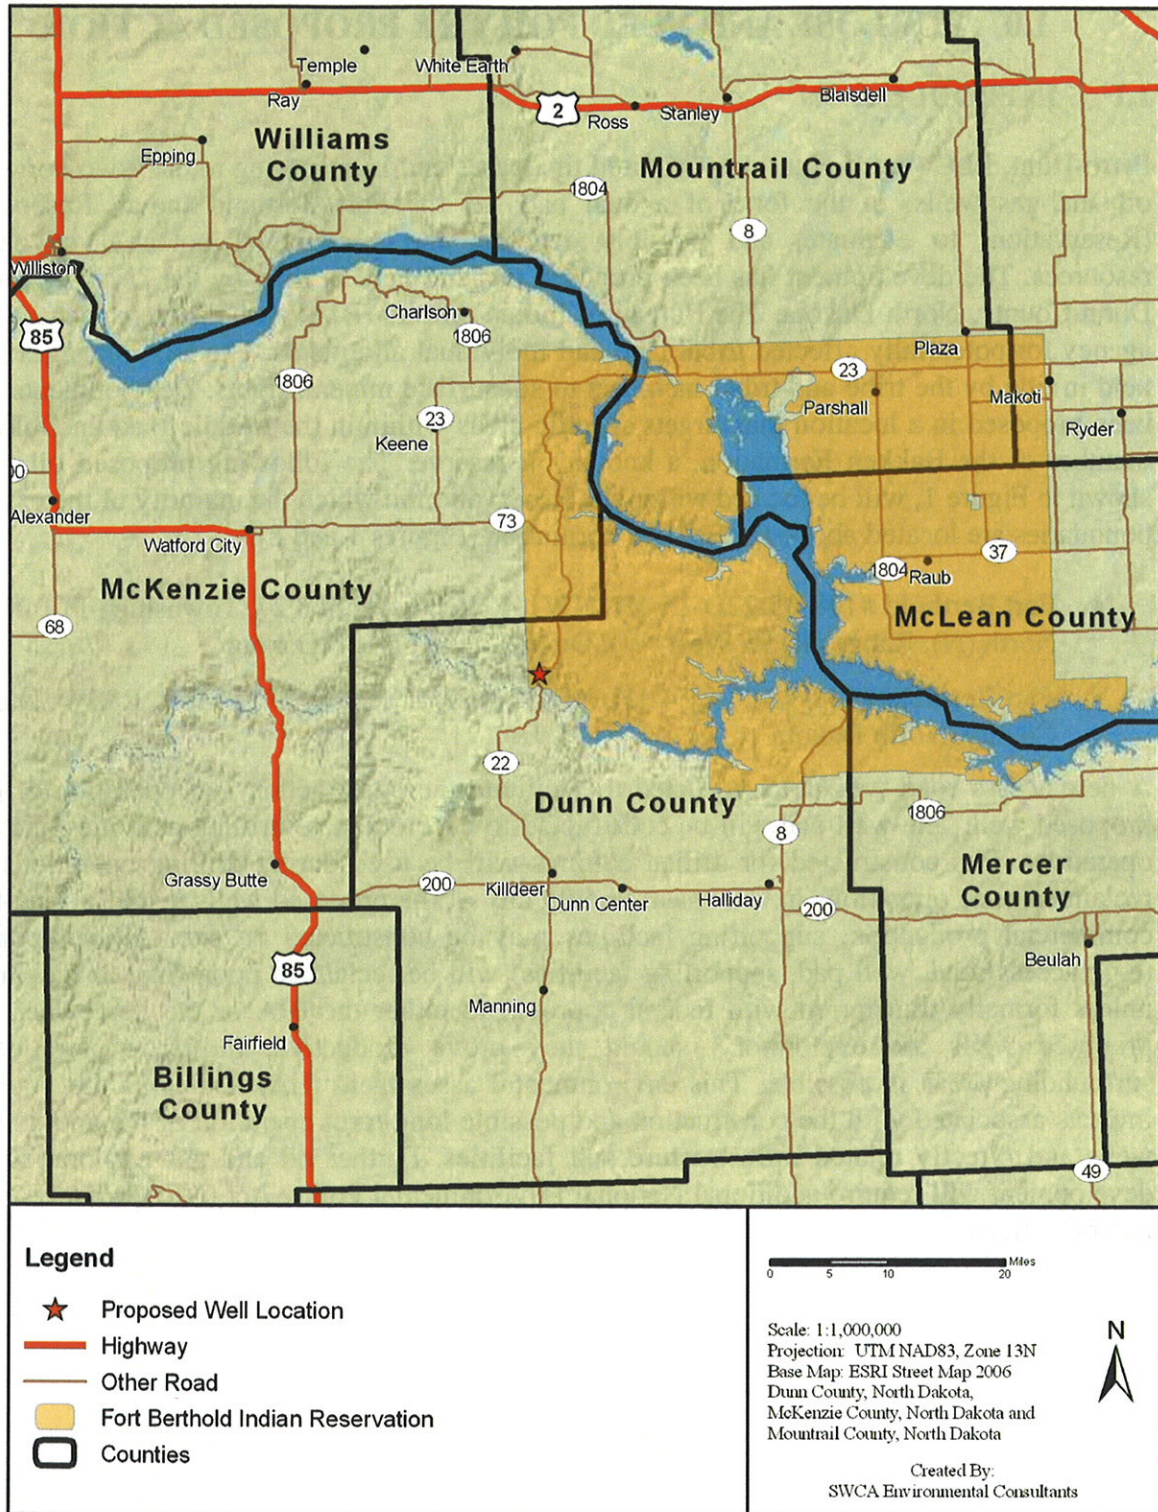 Temple
White Earth
Ray
2
Ross
Stanley
Blaisdell
Williams
County
Epping
Mountrail County
1804
8
Williston
85
Charlson
1806
1806
Plaza
23
Parshall
Makoti
23
Keene
Ryder
Alexander
Watford City
73
37
1804
Raub
McKenzie County
McLean County
68
22
Dunn County
1806
8
Mercer
County
Grassy Butte
200
Killdeer
Dunn Center
Halliday
200
Beulah
85
Manning
Fairfield
Billings
County
49
Legend
Proposed Well Location
Highway
Other Road
Fort Berthold Indian Reservation
Counties
Miles
0 5 10 20
Scale: 1:1,000,000
Projection: UTM NAD83, Zone 13N
Base Map: ESRI Street Map 2006
Dunn County, North Dakota,
McKenzie County, North Dakota and
Mountrail County, North Dakota
N
Created By:
SWCA Environmental Consultants